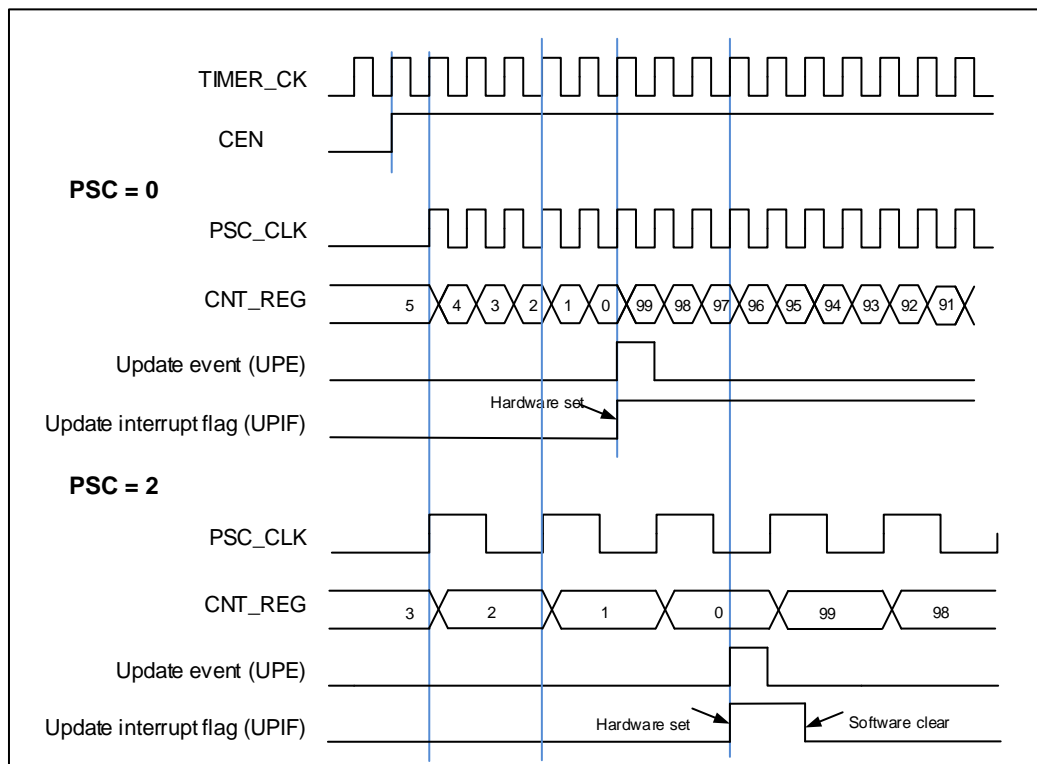 TIMER_CK
CEN
PSC = 0
PSC_CLK
CNT_REG 5 4 3 2 1 0 99 98 97 96 95 94 93 92 91
Update event (UPE)
Hardware set
Update interrupt flag (UPIF)
PSC = 2
PSC_CLK
CNT_REG 3 2 1 0 99 98
Update event (UPE)
Update interrupt flag (UPIF) Hardware set Software clear